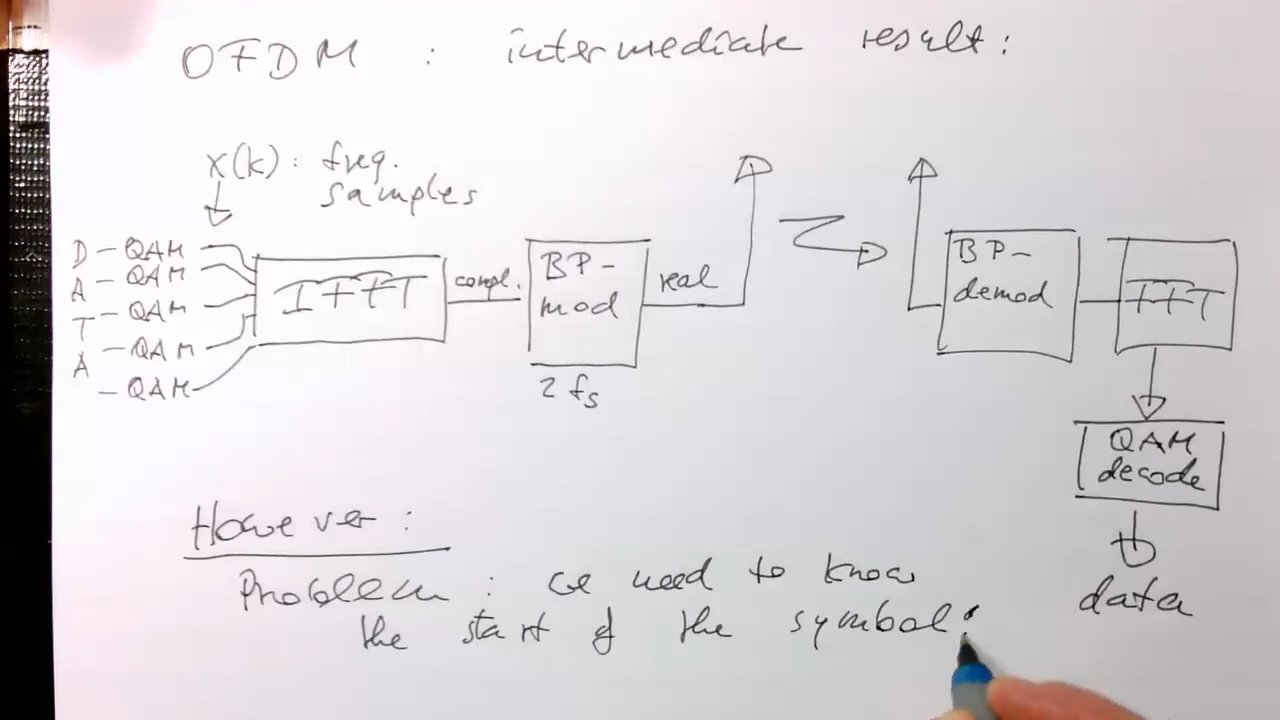 OFDM : intermediate result:
x(k): freq.
samples
D - QAM
A - QAM
T - QAM
A - QAM
- QAM
IFFT
compl.
BP-
mod
2 fs
real
BP-
demod
FFT
QAM
decode
data
However:
Problem: we need to know
the start of the symbol: